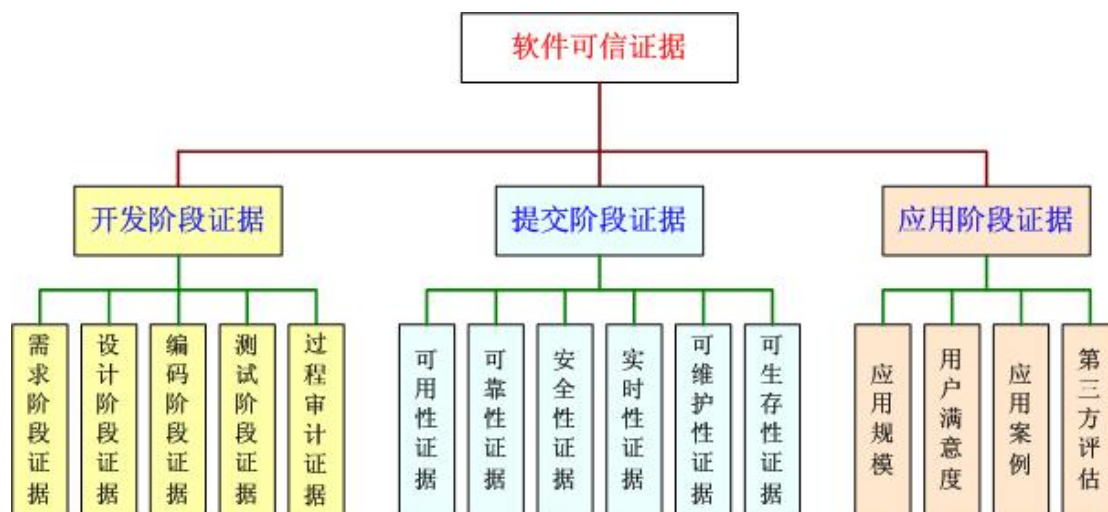 软件可信证据
开发阶段证据
提交阶段证据
应用阶段证据
需求阶段证据
设计阶段证据
编码阶段证据
测试阶段证据
过程审计证据
可用性证据
可靠性证据
安全性证据
实时性证据
可维护性证据
可生存性证据
应用规模
用户满意度
应用案例
第三方评估